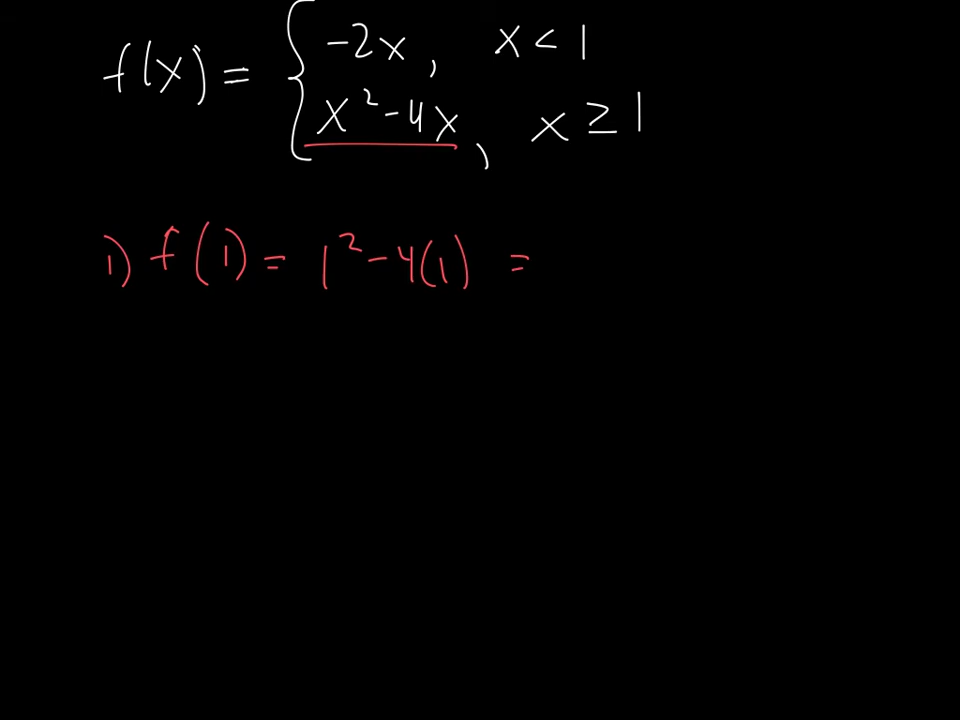 f(x) = { -2x, x < 1
x² - 4x, x ≥ 1
1) f(1) = 1² - 4(1) =